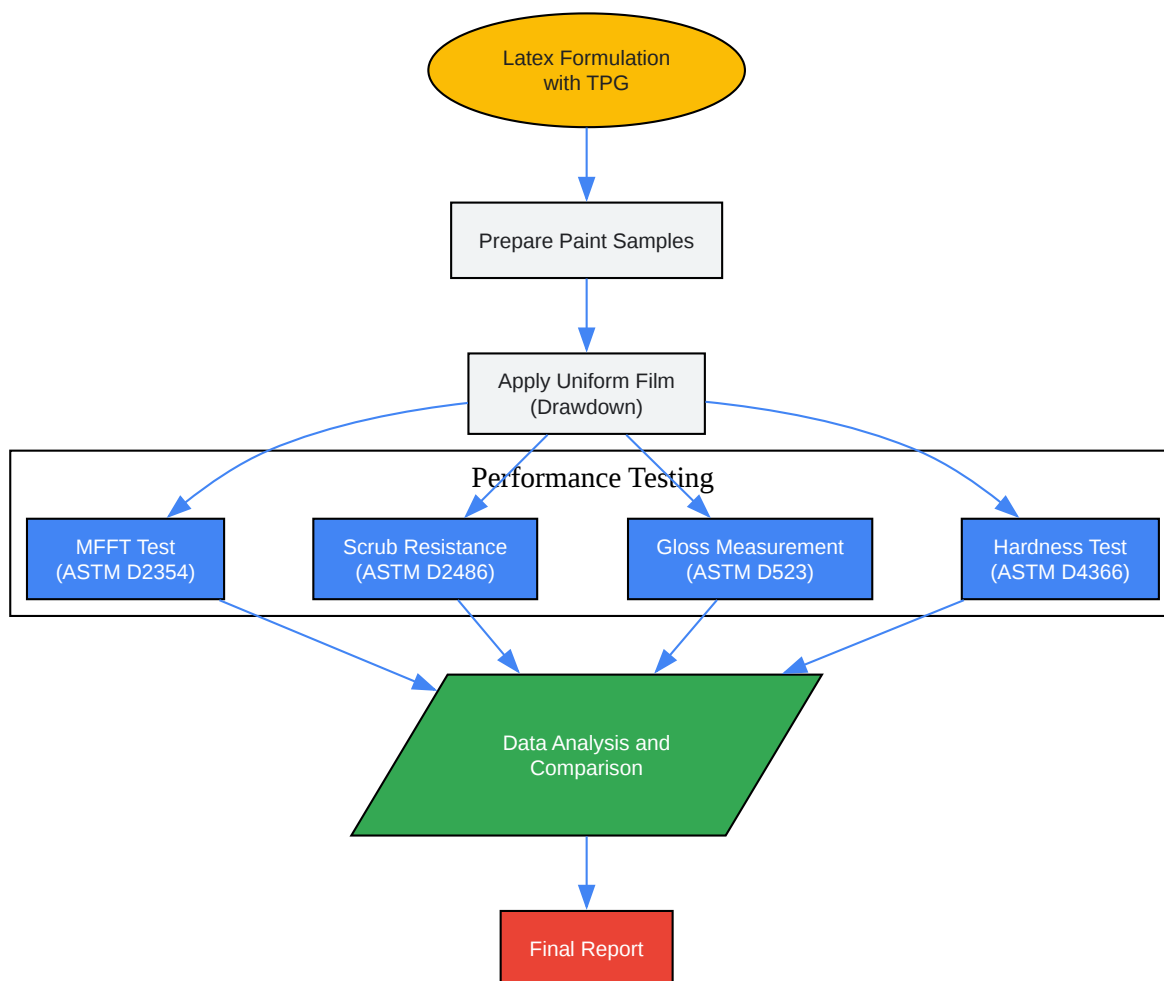 Latex Formulation
with TPG
Prepare Paint Samples
Apply Uniform Film
(Drawdown)
Performance Testing
MFFT Test
(ASTM D2354)
Scrub Resistance
(ASTM D2486)
Gloss Measurement
(ASTM D523)
Hardness Test
(ASTM D4366)
Data Analysis and
Comparison
Final Report